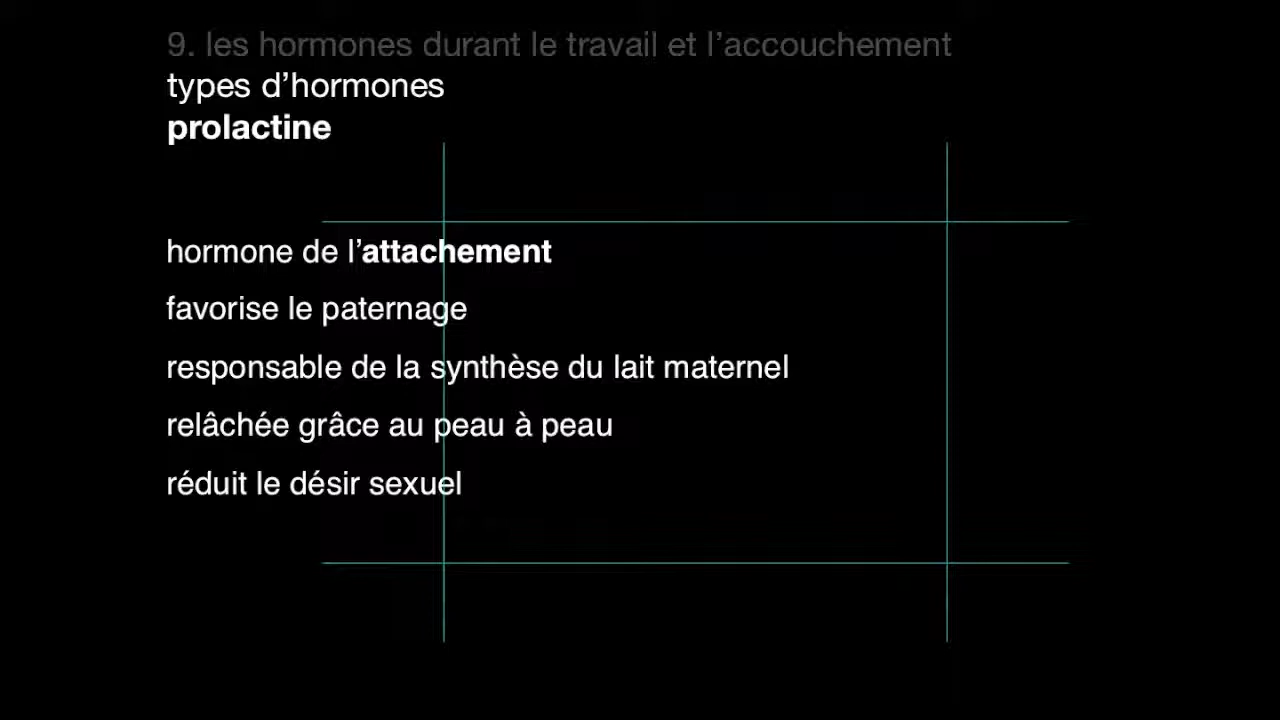 9. les hormones durant le travail et l’accouchement
types d’hormones
prolactine
hormone de l’attachement
favorise le paternage
responsable de la synthèse du lait maternel
relâchée grâce au peau à peau
réduit le désir sexuel